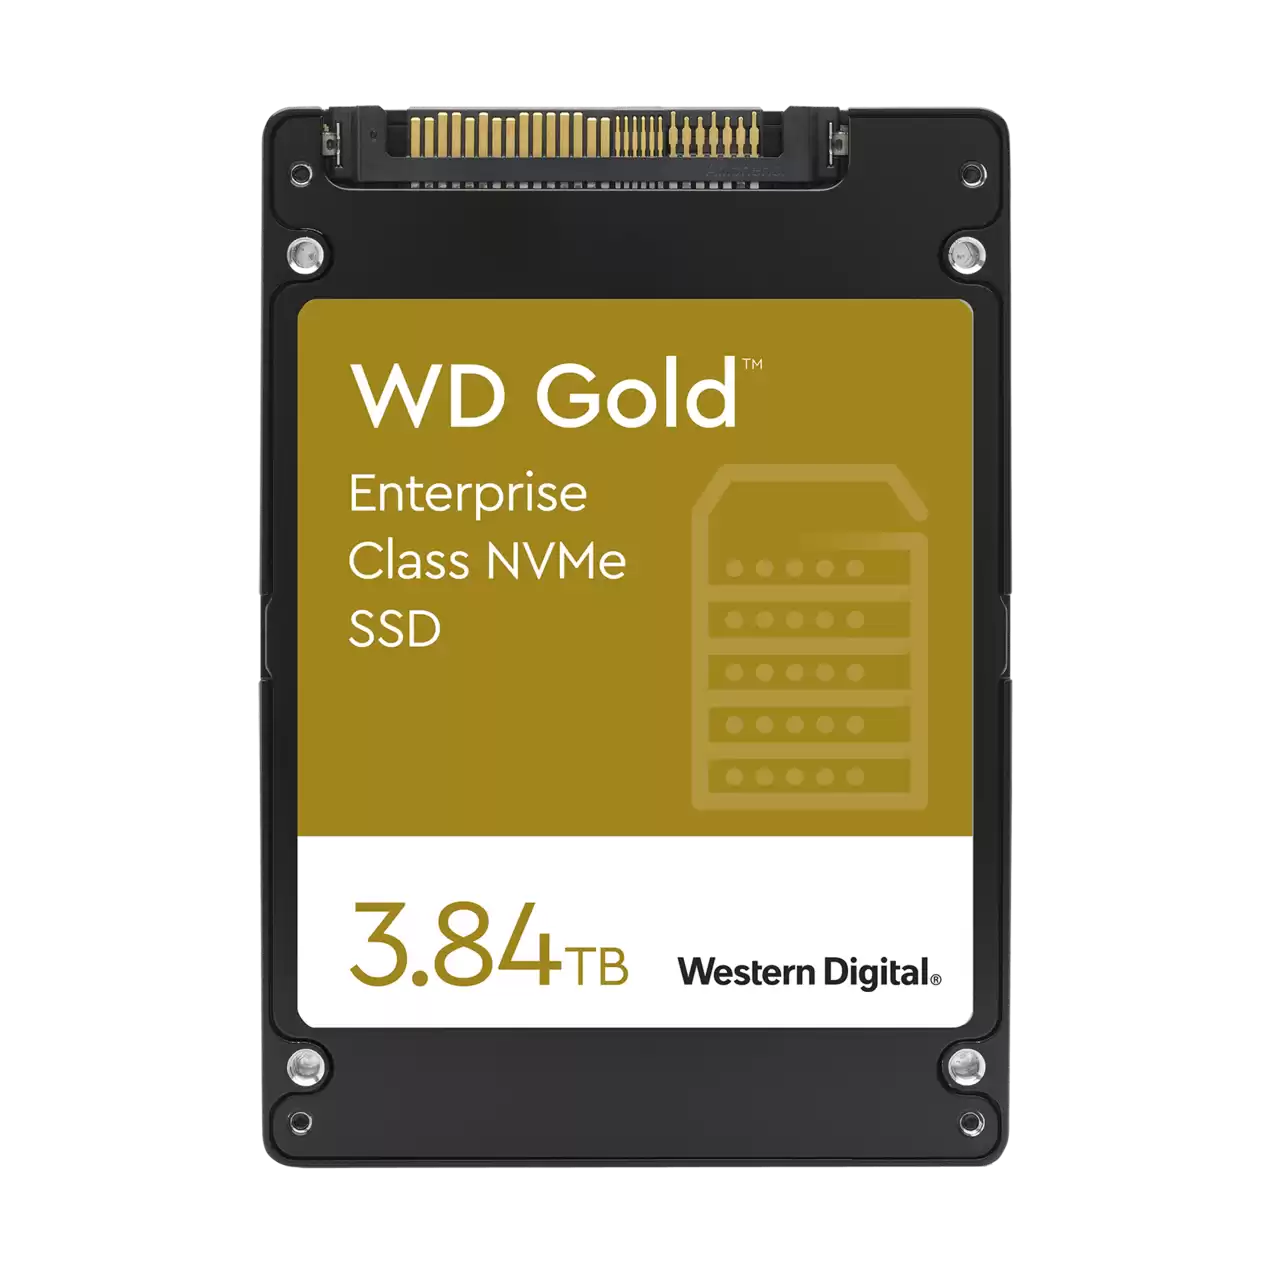 WD Gold™
Enterprise
Class NVMe
SSD
3.84TB
Western Digital®